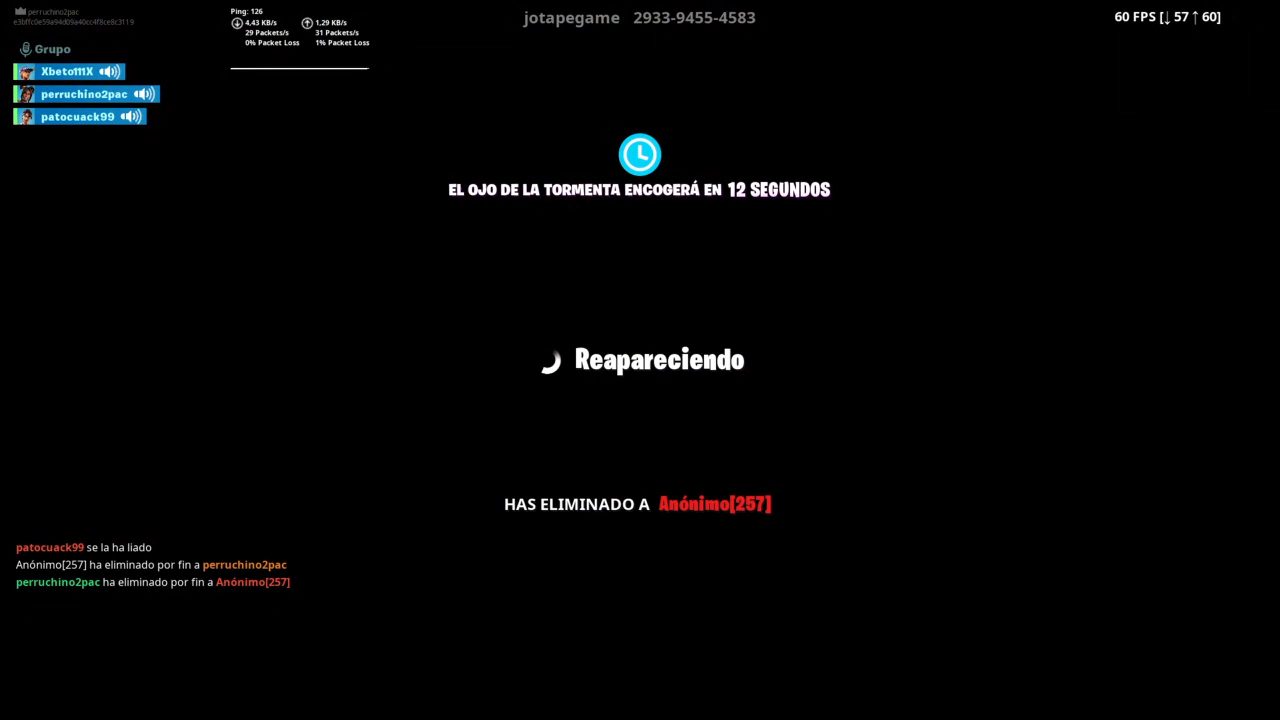 perruchino2pac
e3bffc0e59a94d09a40cc4f8ce8c3119
Grupo
Xbeto111X
perruchino2pac
patocuack99
Ping: 126
4,43 KB/s 1,29 KB/s
29 Packets/s 31 Packets/s
0% Packet Loss 1% Packet Loss
jotapegame 2933-9455-4583
60 FPS [↓ 57 ↑ 60]
EL OJO DE LA TORMENTA ENCOGERÁ EN 12 SEGUNDOS
Reapareciendo
HAS ELIMINADO A Anónimo[257]
patocuack99 se la ha liado
Anónimo[257] ha eliminado por fin a perruchino2pac
perruchino2pac ha eliminado por fin a Anónimo[257]